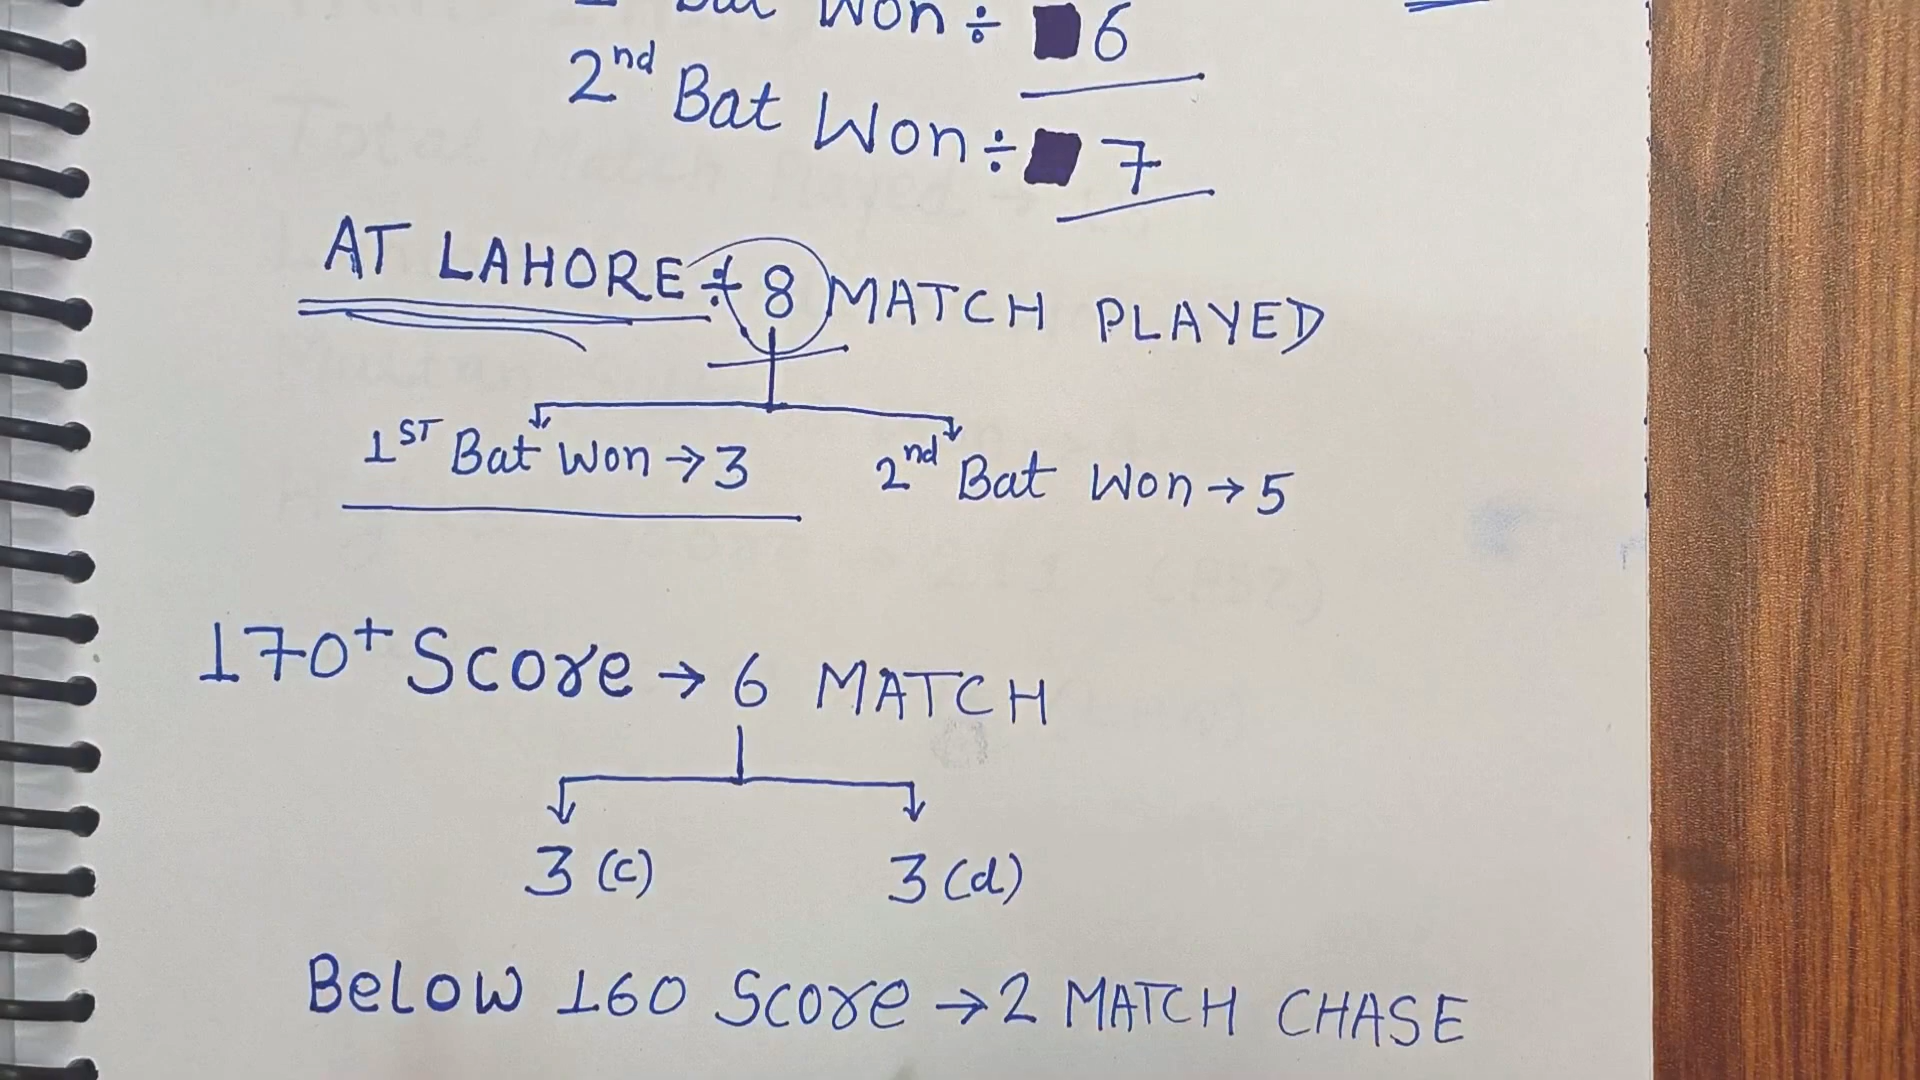 Bat Won ÷ 6
2nd Bat Won ÷ 7
AT LAHORE ÷ 8 MATCH PLAYED
1ST Bat Won → 3
2nd Bat Won → 5
170+ Score → 6 MATCH
3 (c)
3 (d)
Below 160 Score → 2 MATCH CHASE